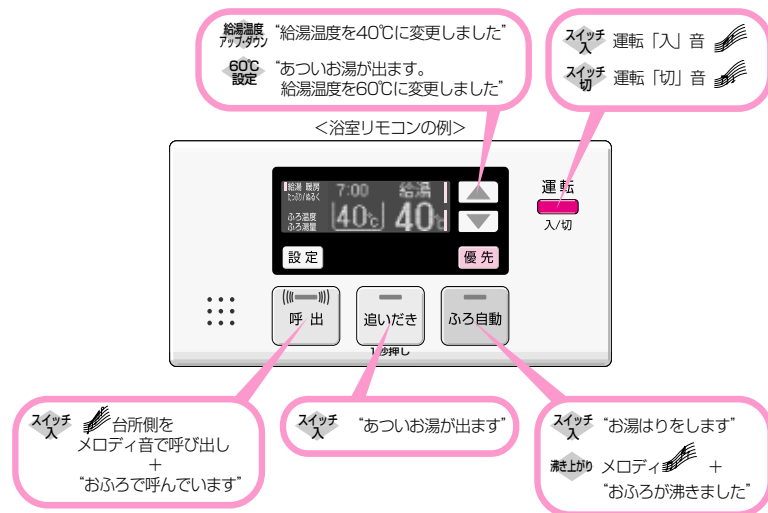 給湯温度 アップ・ダウン “給湯温度を40℃に変更しました”
60℃ 設定 “あついお湯が出ます。
給湯温度を60℃に変更しました”
スイッチ 入 運転「入」音
スイッチ 切 運転「切」音
＜浴室リモコンの例＞
給湯 暖房
たっぷり/ぬるく
7:00 給湯
ふろ温度
ふろ湯量
40℃ 40℃
設定
優先
運転
入/切
呼出
追いだき
ふろ自動
1秒押し
スイッチ 入 台所側を
メロディ音で呼び出し
+
“おふろで呼んでいます”
スイッチ 入 “あついお湯が出ます”
スイッチ 入 “お湯はりをします”
沸き上がり メロディ +
“おふろが沸きました”